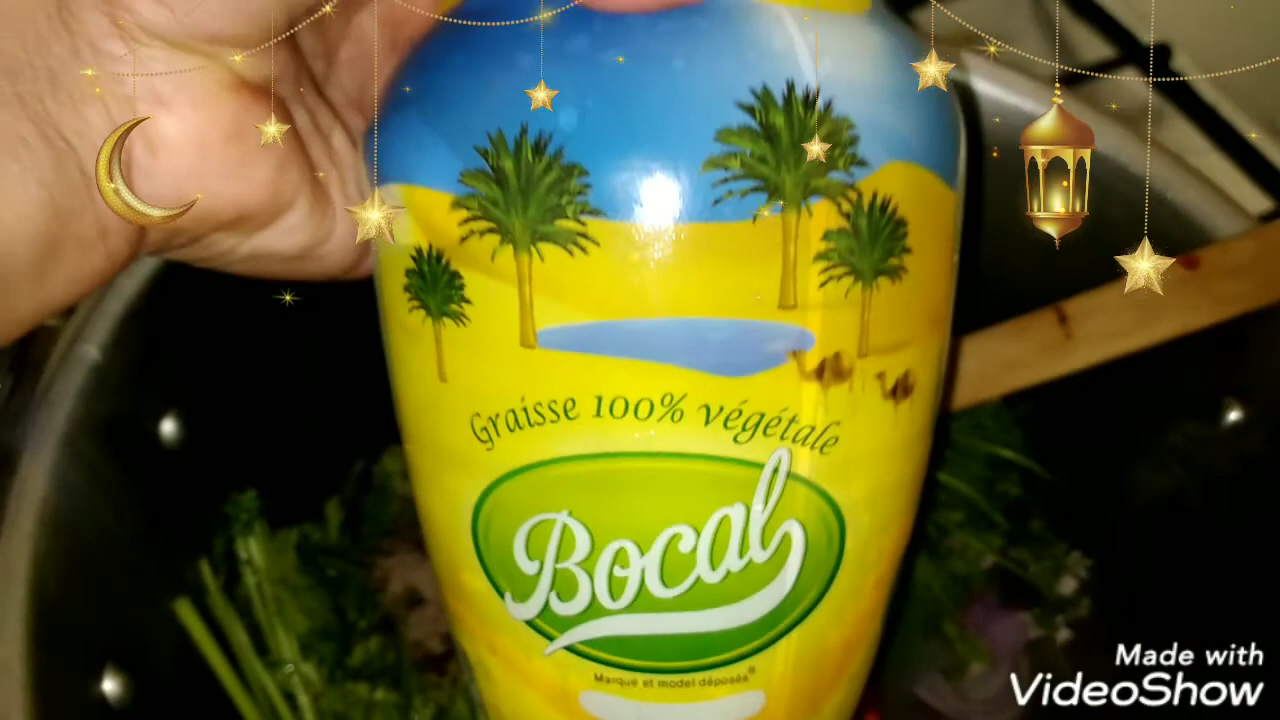 Graisse 100% végétale
Bocal
Marque et model déposés®
Made with
VideoShow